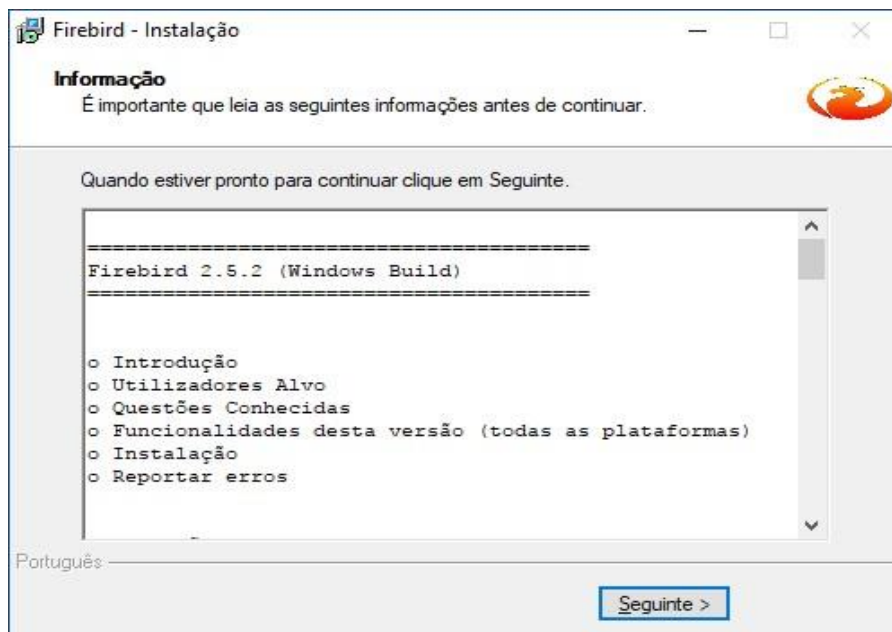 Firebird - Instalação
Informação
É importante que leia as seguintes informações antes de continuar.
Quando estiver pronto para continuar clique em Seguinte.
========================================
Firebird 2.5.2 (Windows Build)
========================================
o Introdução
o Utilizadores Alvo
o Questões Conhecidas
o Funcionalidades desta versão (todas as plataformas)
o Instalação
o Reportar erros
Português
Seguinte >